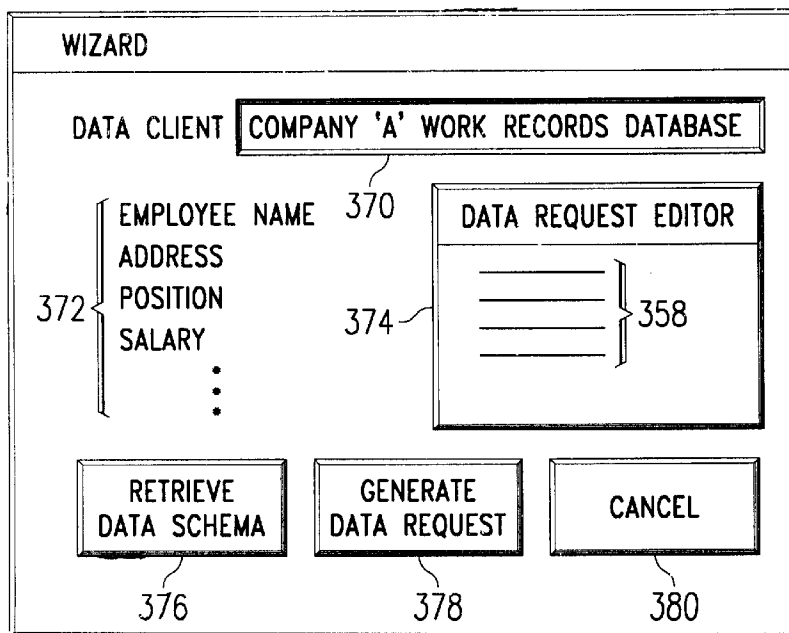 WIZARD
DATA CLIENT COMPANY 'A' WORK RECORDS DATABASE
370
EMPLOYEE NAME
ADDRESS
POSITION
SALARY
372
DATA REQUEST EDITOR
374
358
RETRIEVE
DATA SCHEMA
GENERATE
DATA REQUEST
CANCEL
376
378
380